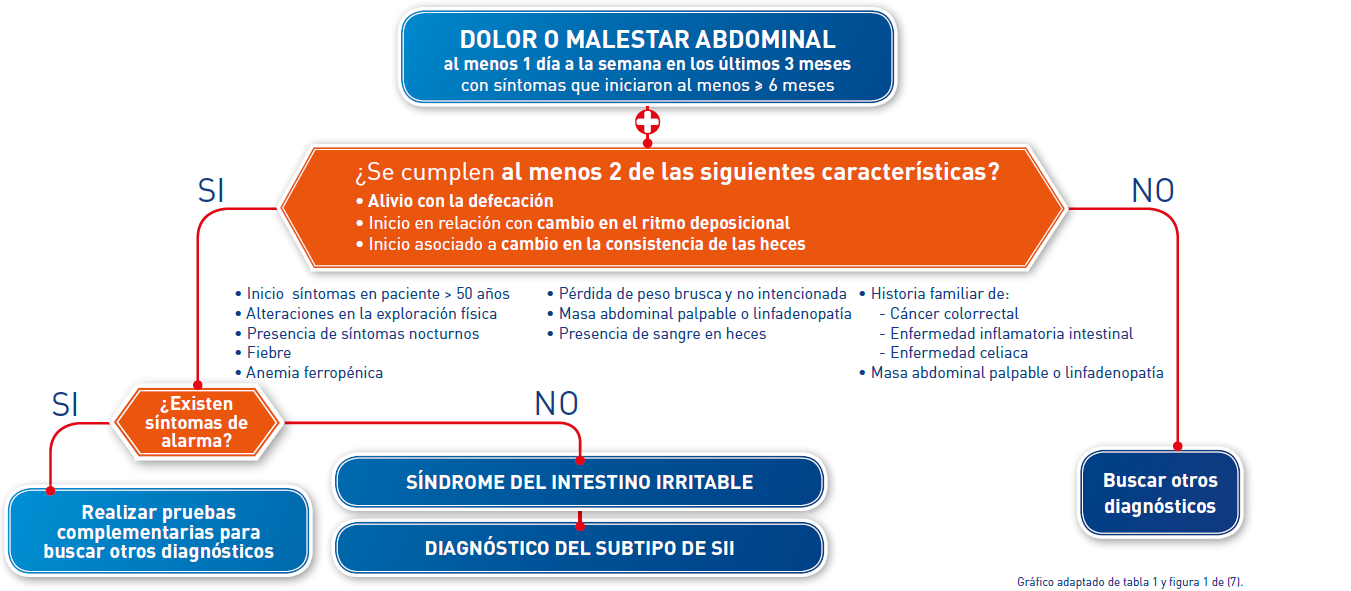 DOLOR O MALESTAR ABDOMINAL
al menos 1 día a la semana en los últimos 3 meses
con síntomas que iniciaron al menos ⩾ 6 meses
¿Se cumplen al menos 2 de las siguientes características?
• Alivio con la defecación
• Inicio en relación con cambio en el ritmo deposicional
• Inicio asociado a cambio en la consistencia de las heces
SI
NO
• Inicio síntomas en paciente > 50 años
• Alteraciones en la exploración física
• Presencia de síntomas nocturnos
• Fiebre
• Anemia ferropénica
• Pérdida de peso brusca y no intencionada
• Masa abdominal palpable o linfadenopatía
• Presencia de sangre en heces
• Historia familiar de:
- Cáncer colorrectal
- Enfermedad inflamatoria intestinal
- Enfermedad celiaca
• Masa abdominal palpable o linfadenopatía
¿Existen
síntomas de
alarma?
SI
NO
Realizar pruebas
complementarias para
buscar otros diagnósticos
SÍNDROME DEL INTESTINO IRRITABLE
DIAGNÓSTICO DEL SUBTIPO DE SII
Buscar otros
diagnósticos
Gráfico adaptado de tabla 1 y figura 1 de (7).